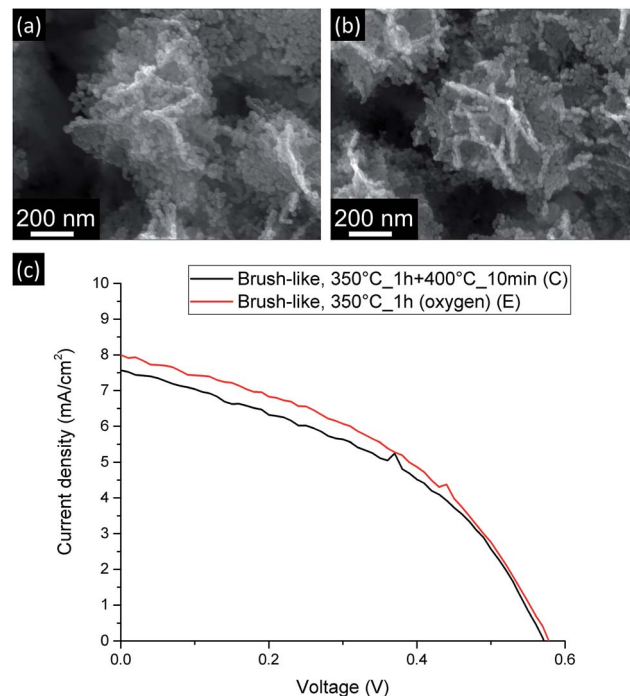 (a)
200 nm
(b)
200 nm
(c)
Brush-like, 350°C_1h+400°C_10min (C)
Brush-like, 350°C_1h (oxygen) (E)
10
9
8
7
6
5
4
3
2
1
0
Current density (mA/cm²)
0.0 0.2 0.4 0.6
Voltage (V)